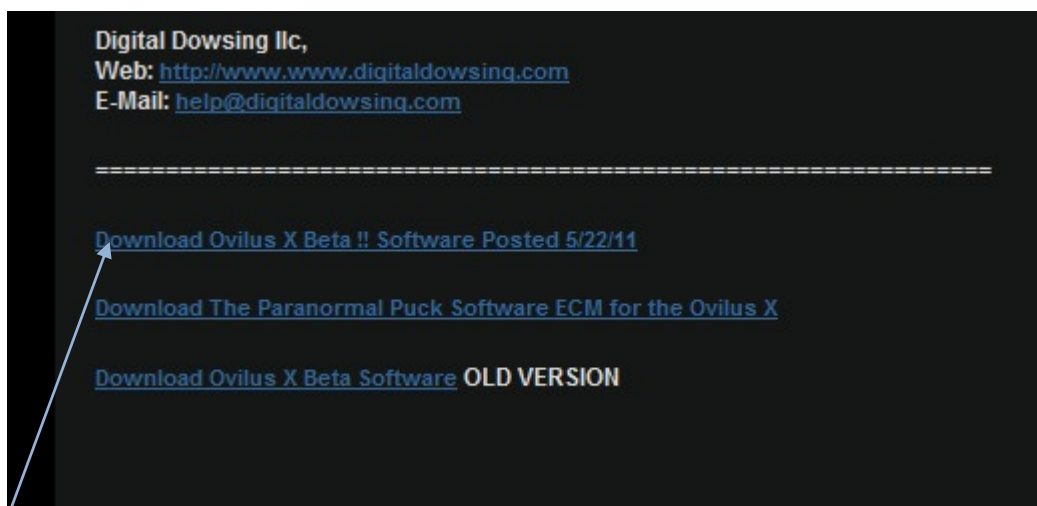 Digital Dowsing llc,
Web: http://www.www.digitaldowsing.com
E-Mail: help@digitaldowsing.com
================================================================
Download Ovilus X Beta !! Software Posted 5/22/11
Download The Paranormal Puck Software ECM for the Ovilus X
Download Ovilus X Beta Software OLD VERSION